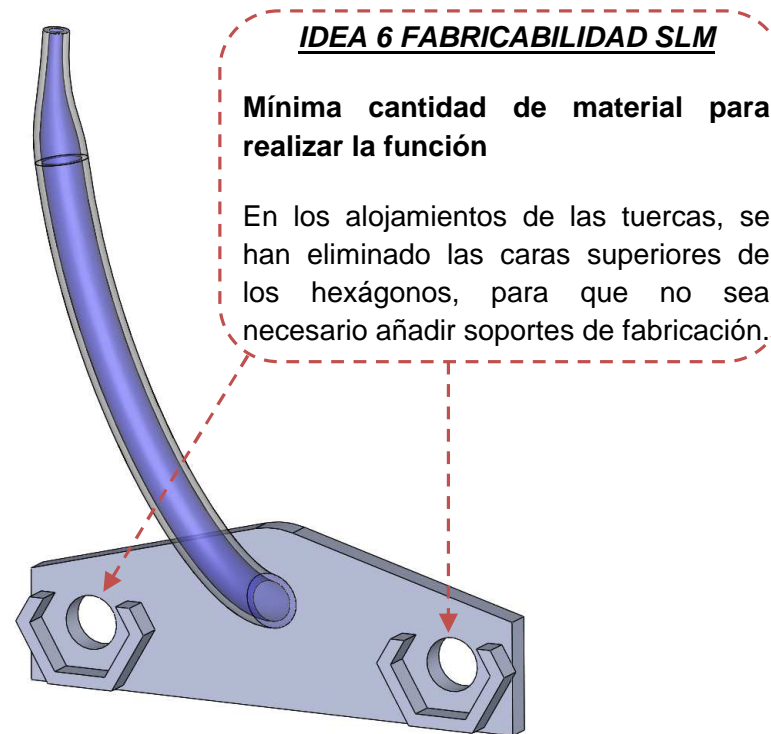 IDEA 6 FABRICABILIDAD SLM
Mínima cantidad de material para
realizar la función
En los alojamientos de las tuercas, se
han eliminado las caras superiores de
los hexágonos, para que no sea
necesario añadir soportes de fabricación.